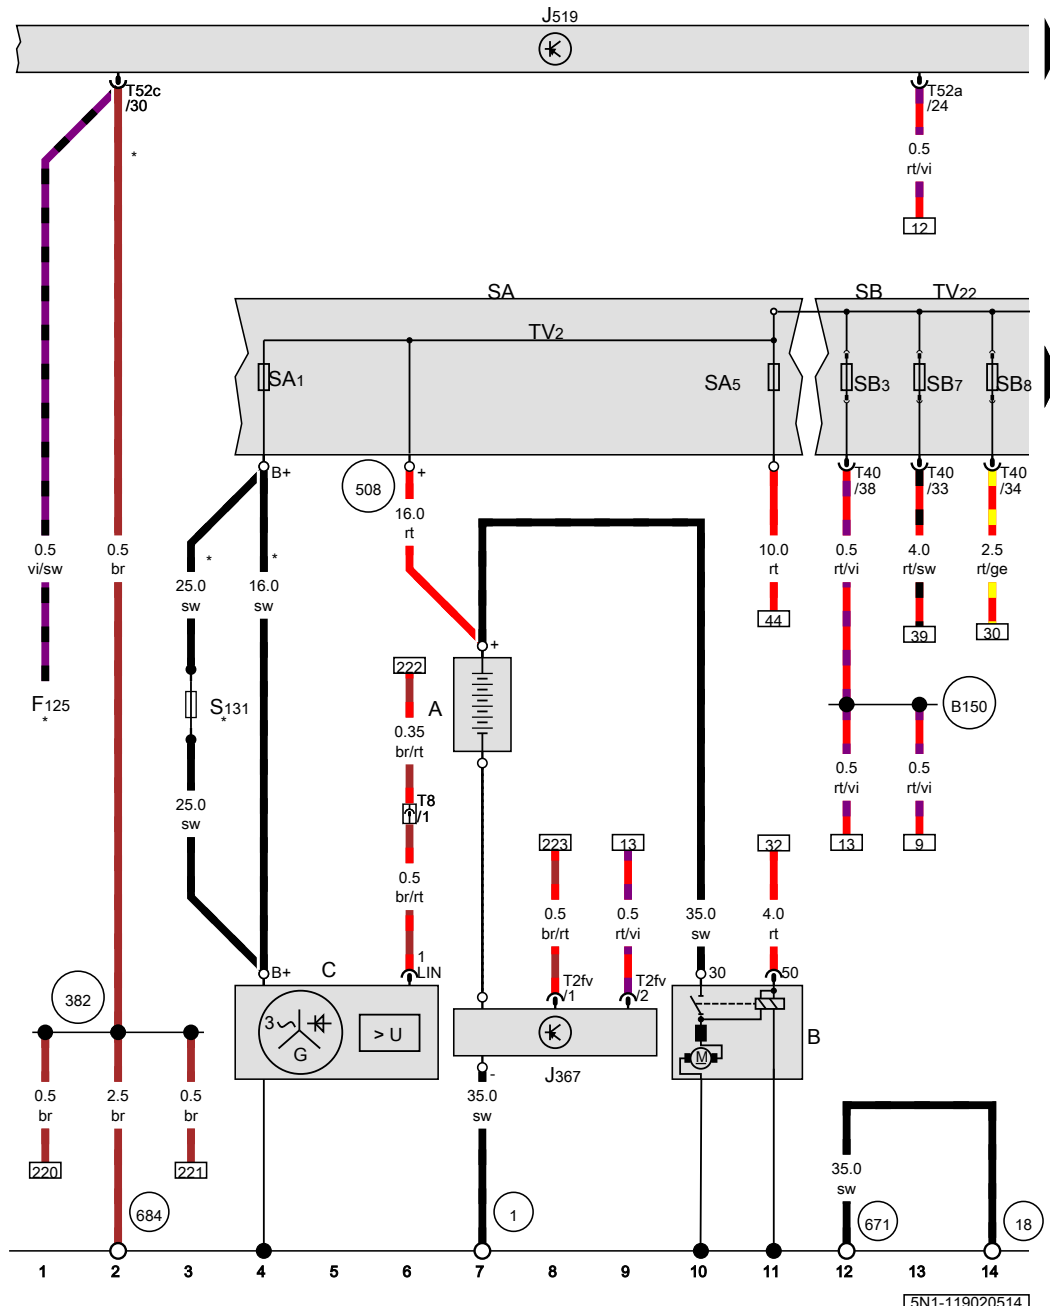 J519
T52c
/30
T52a
/24
*
0.5
rt/vi
12
SA
SB
TV22
TV2
SA1
SA5
SB3
SB7
SB8
B+
508
+
T40
/38
T40
/33
T40
/34
16.0
rt
0.5
vi/sw
0.5
br
*
*
25.0
sw
16.0
sw
10.0
rt
0.5
rt/vi
4.0
rt/sw
2.5
rt/ge
44
39
30
+
222
F125
*
S131
*
A
B150
0.35
br/rt
0.5
rt/vi
0.5
rt/vi
T8
/1
25.0
sw
223
13
32
13
9
0.5
br/rt
0.5
br/rt
0.5
rt/vi
35.0
sw
4.0
rt
1
LIN
B+
C
T2fv
/1
T2fv
/2
30
50
382
3
G
> U
M
B
J367
-
0.5
br
2.5
br
0.5
br
35.0
sw
220
221
35.0
sw
684
1
671
18
1
2
3
4
5
6
7
8
9
10
11
12
13
14
5N1-119020514